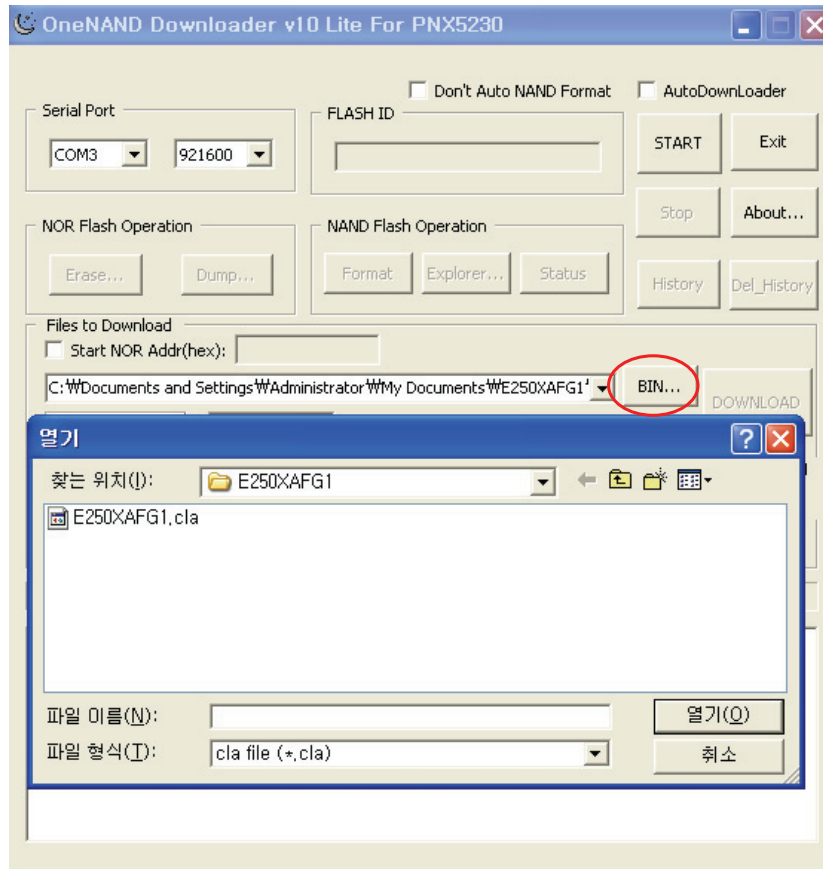 OneNAND Downloader v10 Lite For PNX5230
Don't Auto NAND Format
AutoDownLoader
Serial Port
FLASH ID
COM3
921600
START
Exit
NOR Flash Operation
NAND Flash Operation
Stop
About...
Erase...
Dump...
Format
Explorer...
Status
History
Del_History
Files to Download
Start NOR Addr(hex):
C:₩Documents and Settings₩Administrator₩My Documents₩E250XAFG1'
BIN...
DOWNLOAD
열기
찾는 위치(I):
E250XAFG1
E250XAFG1,cla
파일 이름(N):
열기(O)
파일 형식(T):
cla file (*,cla)
취소